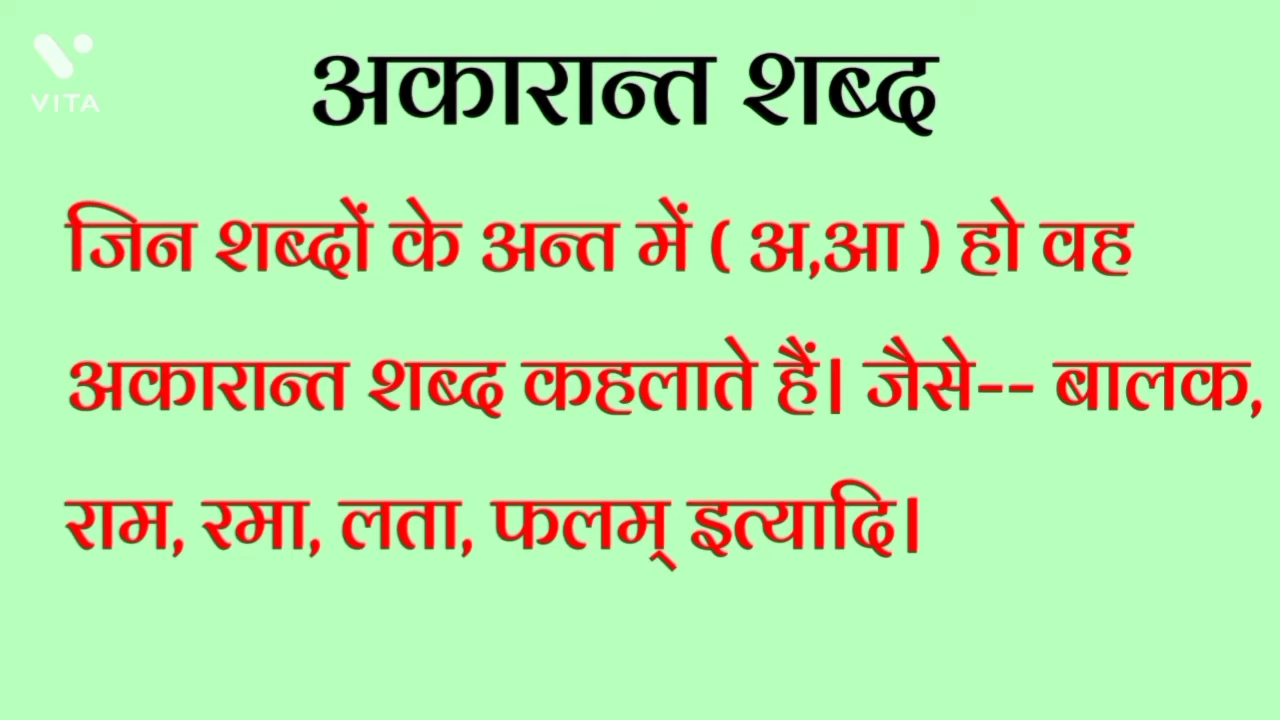 VITA
अकारान्त शब्द
जिन शब्दों के अन्त में ( अ,आ ) हो वह
अकारान्त शब्द कहलाते हैं। जैसे-- बालक,
राम, रमा, लता, फलम् इत्यादि।